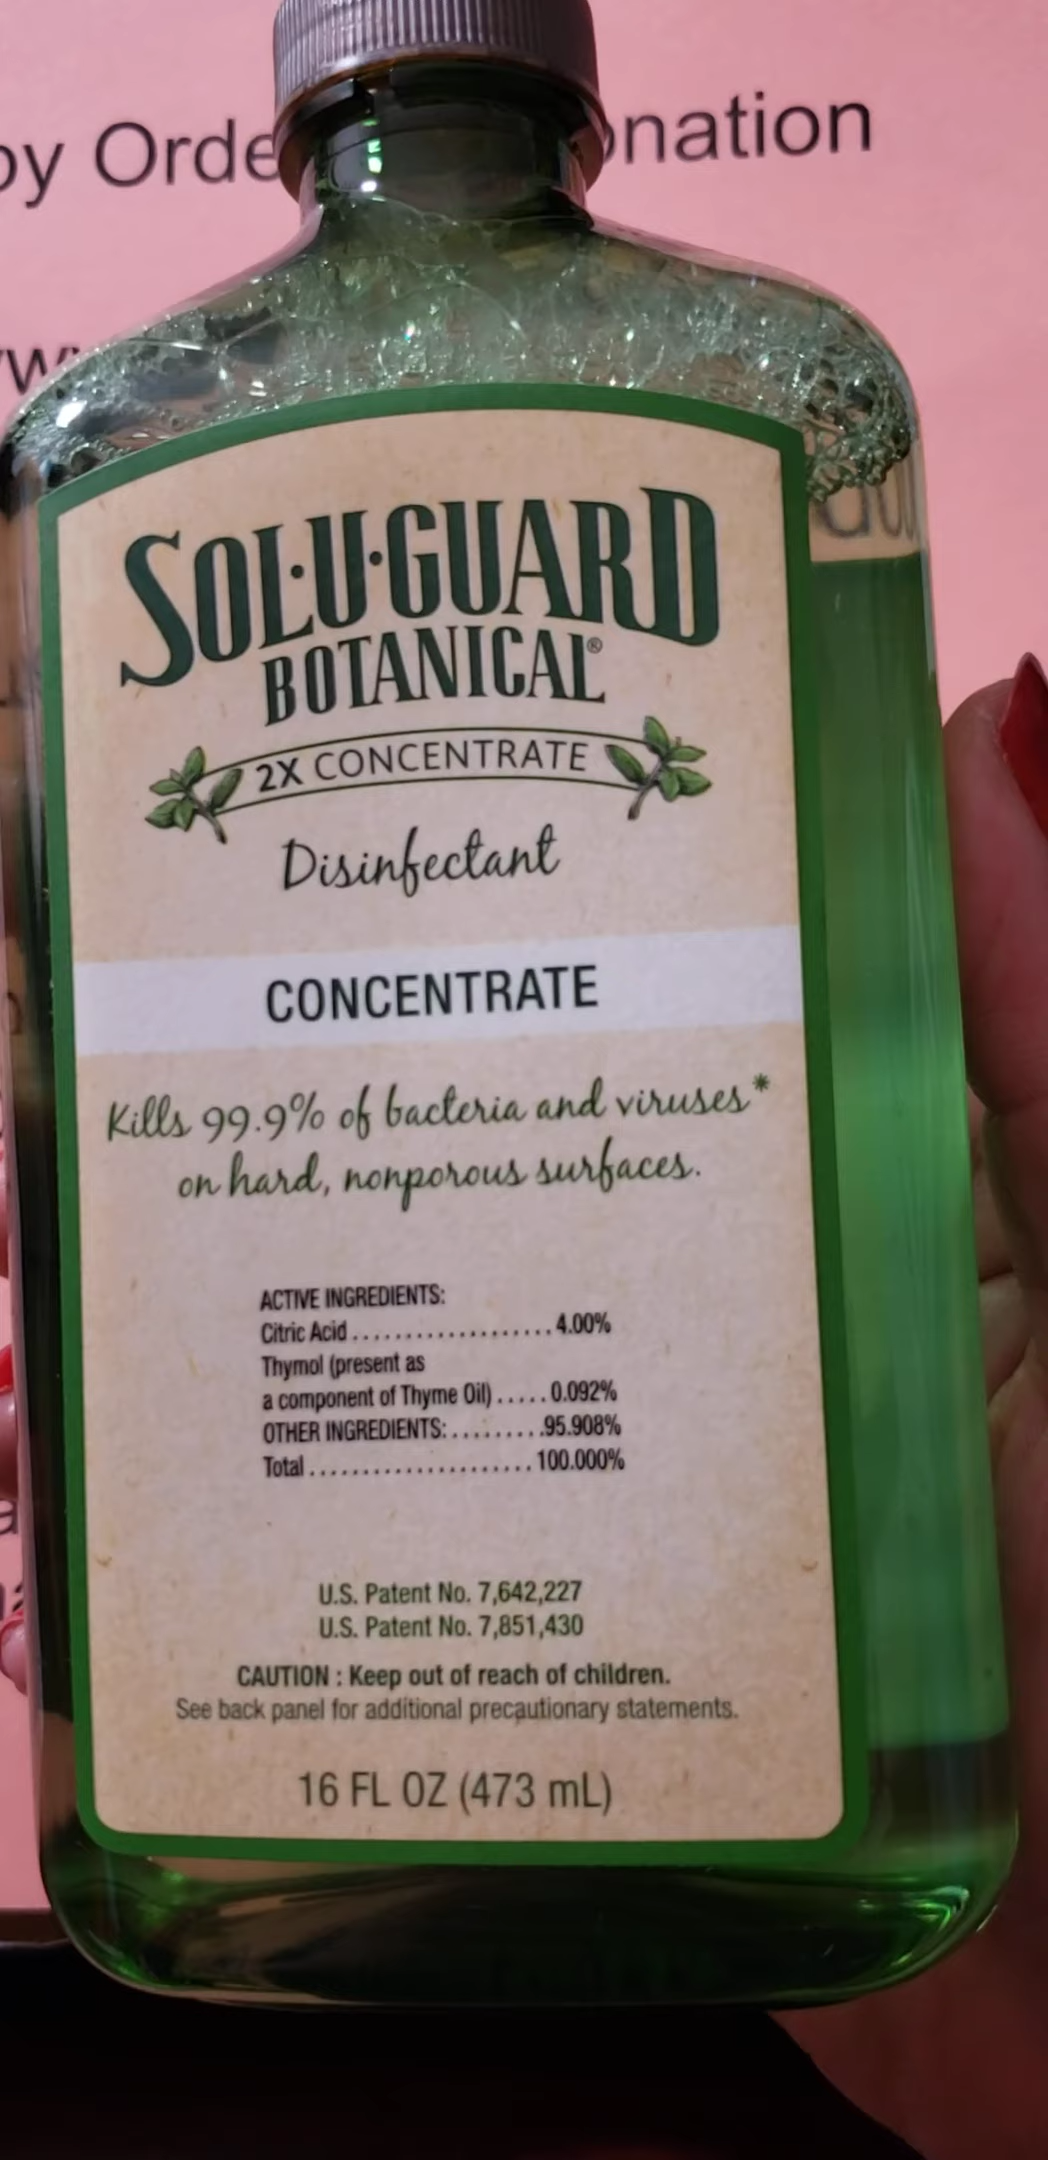 by Orde onation
SOL·U·GUARD
BOTANICAL®
2X CONCENTRATE
Disinfectant
CONCENTRATE
Kills 99.9% of bacteria and viruses*
on hard, nonporous surfaces.
ACTIVE INGREDIENTS:
Citric Acid...................4.00%
Thymol (present as
a component of Thyme Oil).....0.092%
OTHER INGREDIENTS:.........95.908%
Total.....................100.000%
U.S. Patent No. 7,642,227
U.S. Patent No. 7,851,430
CAUTION : Keep out of reach of children.
See back panel for additional precautionary statements.
16 FL OZ (473 mL)